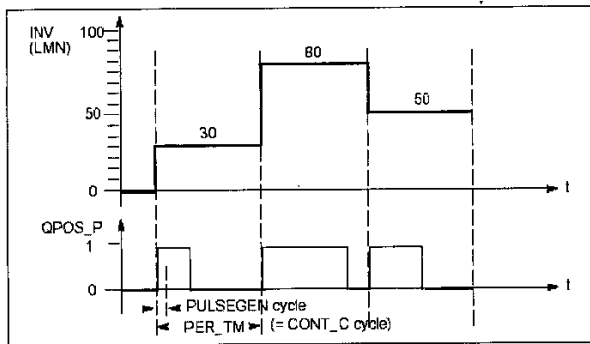 INV
(LMN)
100
50
0
30
80
50
t
QPOS_P
1
0
t
PULSEGEN cycle
PER_TM (= CONT_C cycle)